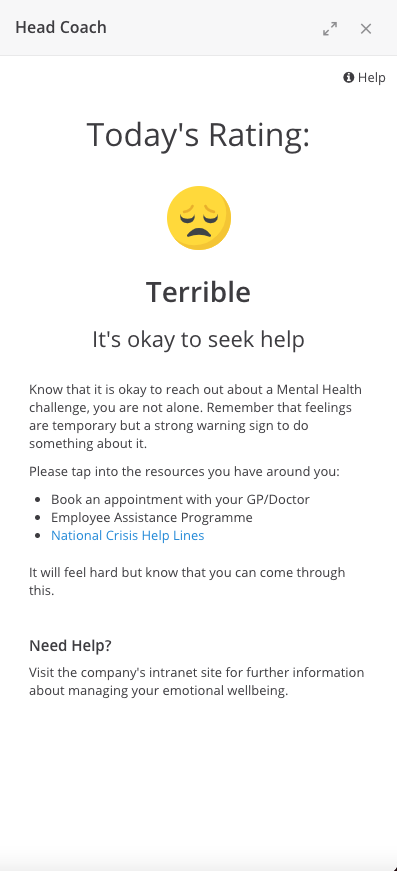 Head Coach
Help
Today's Rating:
Terrible
It's okay to seek help
Know that it is okay to reach out about a Mental Health
challenge, you are not alone. Remember that feelings
are temporary but a strong warning sign to do
something about it.
Please tap into the resources you have around you:
• Book an appointment with your GP/Doctor
• Employee Assistance Programme
• National Crisis Help Lines
It will feel hard but know that you can come through
this.
Need Help?
Visit the company's intranet site for further information
about managing your emotional wellbeing.